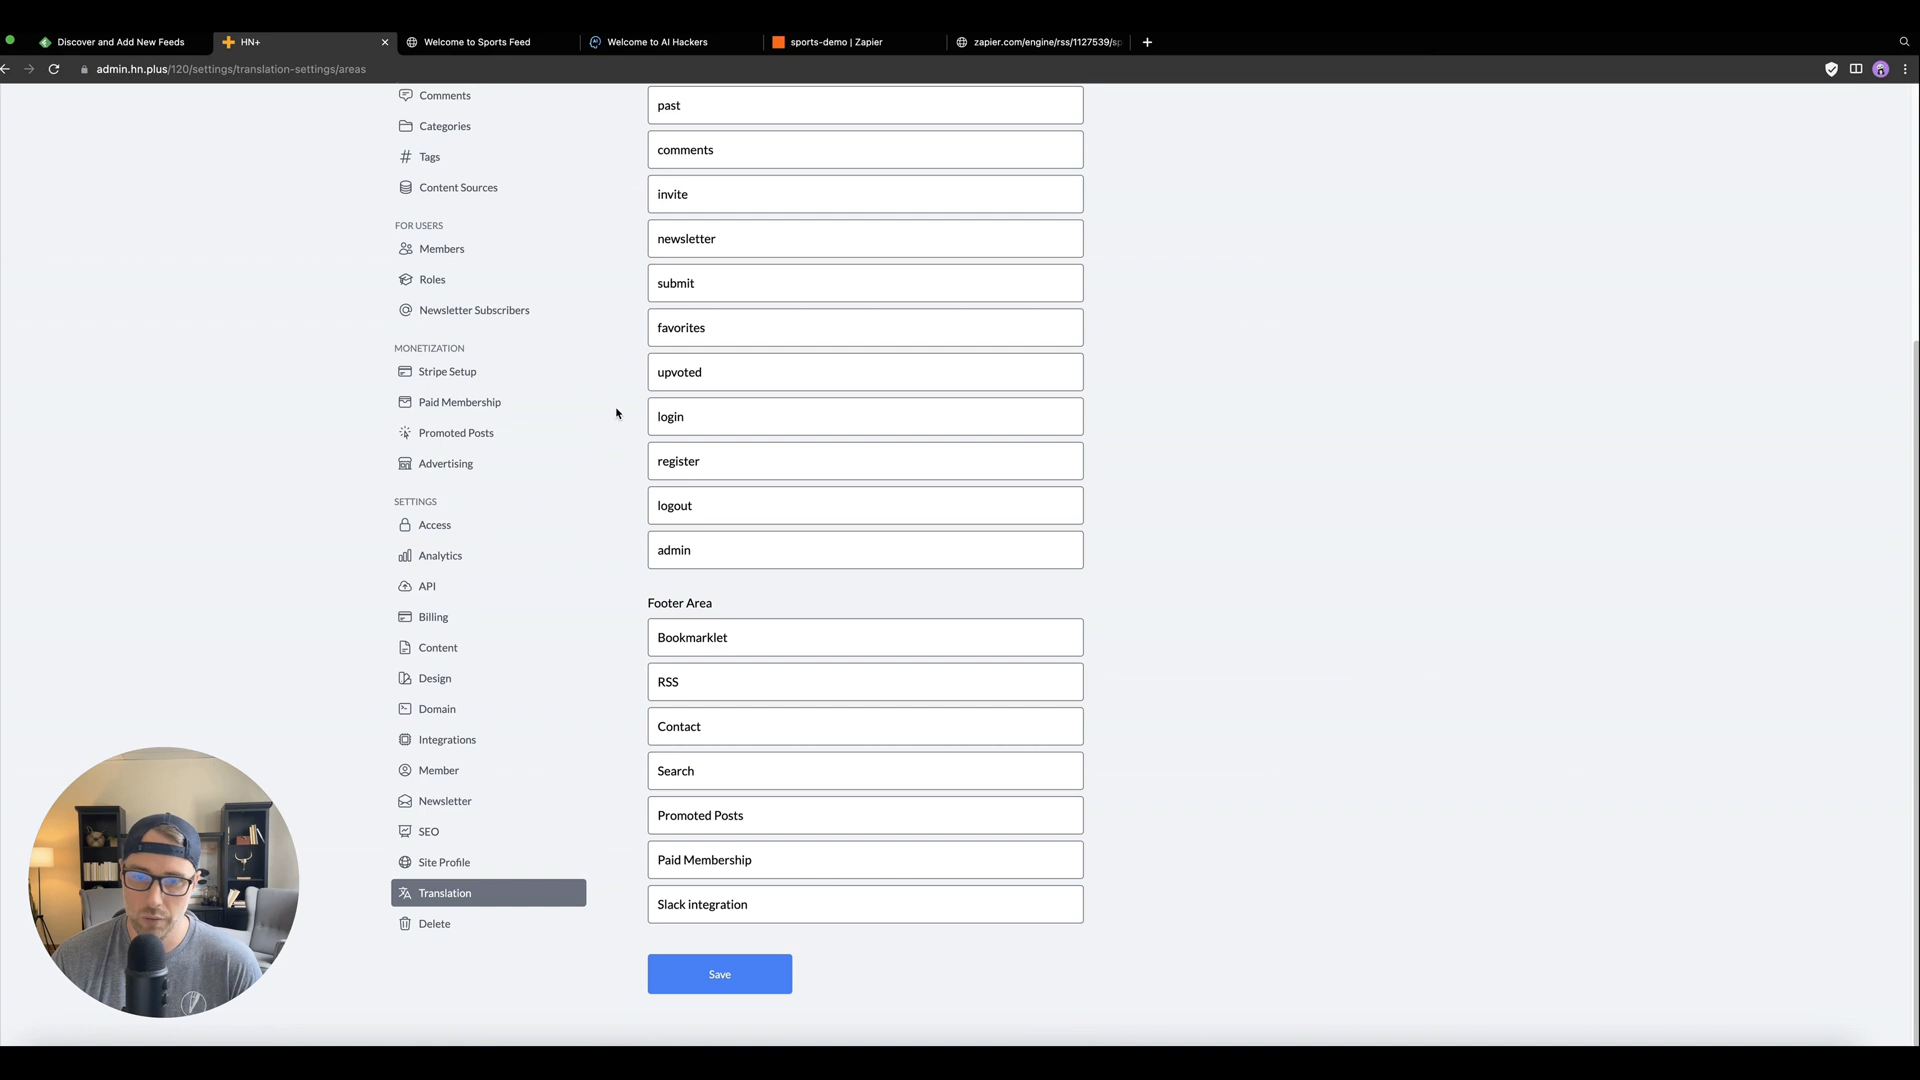 Discover and Add New Feeds
HN+
Welcome to Sports Feed
Welcome to AI Hackers
sports-demo | Zapier
zapier.com/engine/rss/1127539/sp
admin.hn.plus/120/settings/translation-settings/areas
Comments
Categories
Tags
Content Sources
FOR USERS
Members
Roles
Newsletter Subscribers
MONETIZATION
Stripe Setup
Paid Membership
Promoted Posts
Advertising
SETTINGS
Access
Analytics
API
Billing
Content
Design
Domain
Integrations
Member
Newsletter
SEO
Site Profile
Translation
Delete
past
comments
invite
newsletter
submit
favorites
upvoted
login
register
logout
admin
Footer Area
Bookmarklet
RSS
Contact
Search
Promoted Posts
Paid Membership
Slack integration
Save